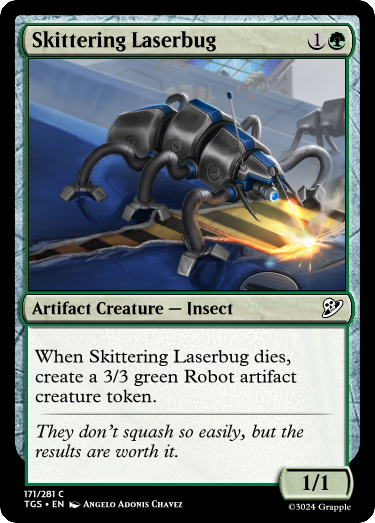 Skittering Laserbug 1
Artifact Creature — Insect
When Skittering Laserbug dies,
create a 3/3 green Robot artifact
creature token.
They don't squash so easily, but the
results are worth it.
1/1
171/281 C
TGS • EN Angelo Adonis Chavez
©3024 Grapple